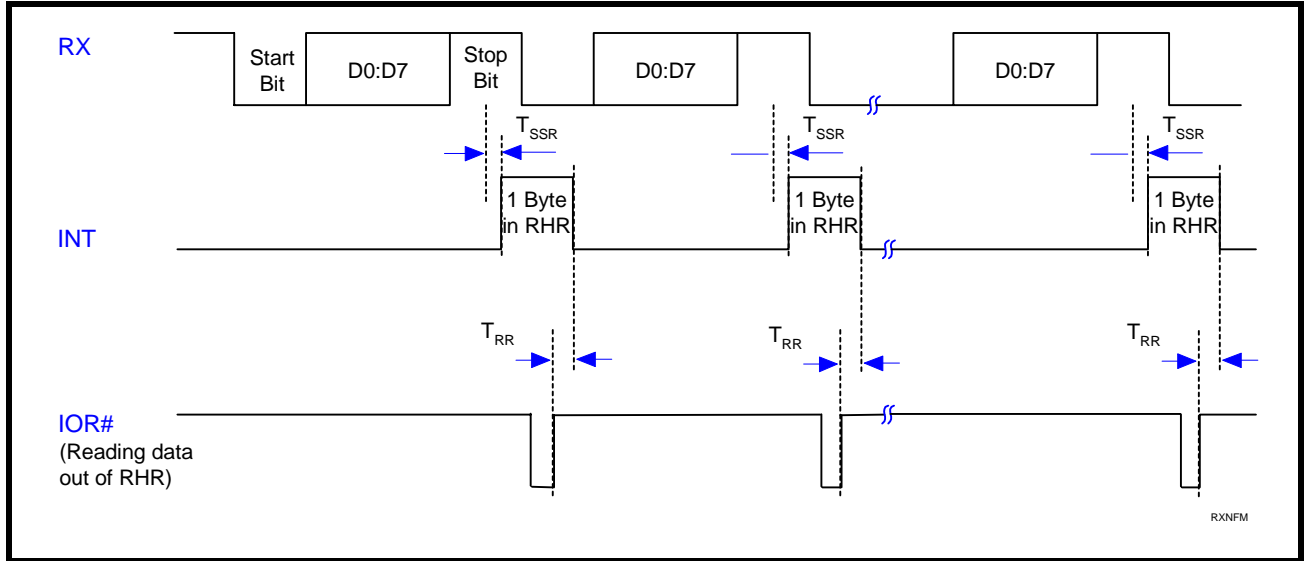 RX
Start
Bit
D0:D7
Stop
Bit
D0:D7
D0:D7
TSSR
TSSR
TSSR
INT
1 Byte
in RHR
1 Byte
in RHR
1 Byte
in RHR
TRR
TRR
TRR
IOR#
(Reading data
out of RHR)
RXNFM